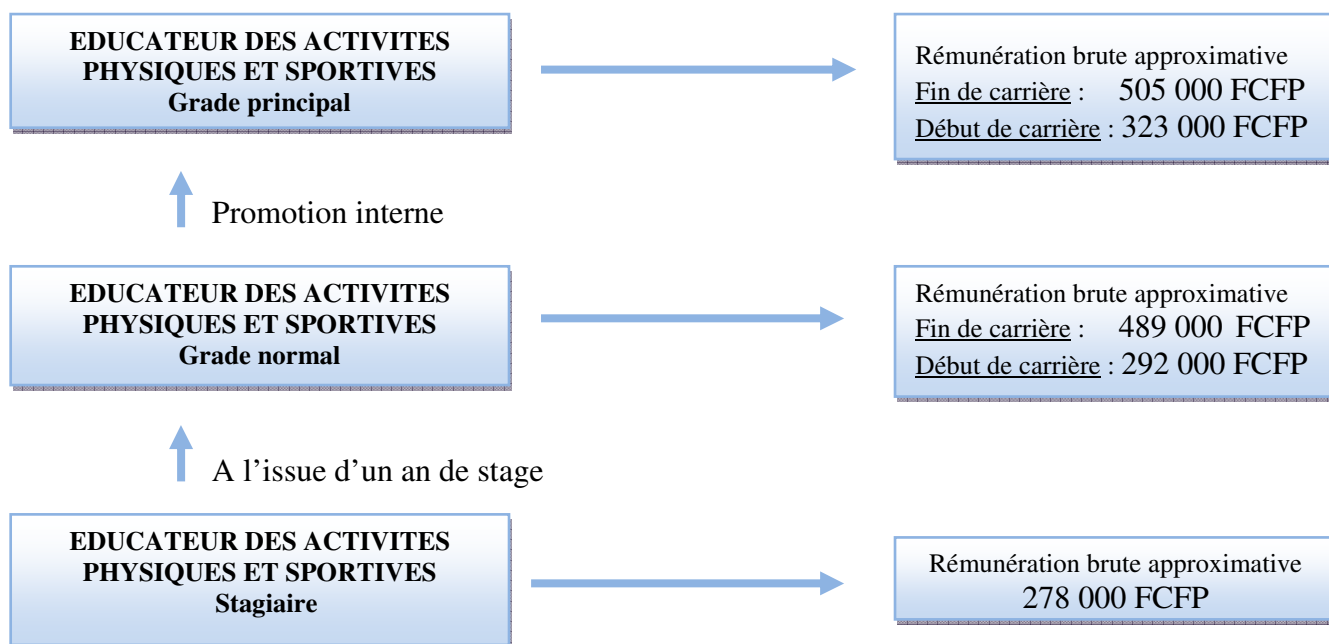 EDUCATEUR DES ACTIVITES
PHYSIQUES ET SPORTIVES
Grade principal
Rémunération brute approximative
Fin de carrière : 505 000 FCFP
Début de carrière : 323 000 FCFP
Promotion interne
EDUCATEUR DES ACTIVITES
PHYSIQUES ET SPORTIVES
Grade normal
Rémunération brute approximative
Fin de carrière : 489 000 FCFP
Début de carrière : 292 000 FCFP
A l’issue d’un an de stage
EDUCATEUR DES ACTIVITES
PHYSIQUES ET SPORTIVES
Stagiaire
Rémunération brute approximative
278 000 FCFP